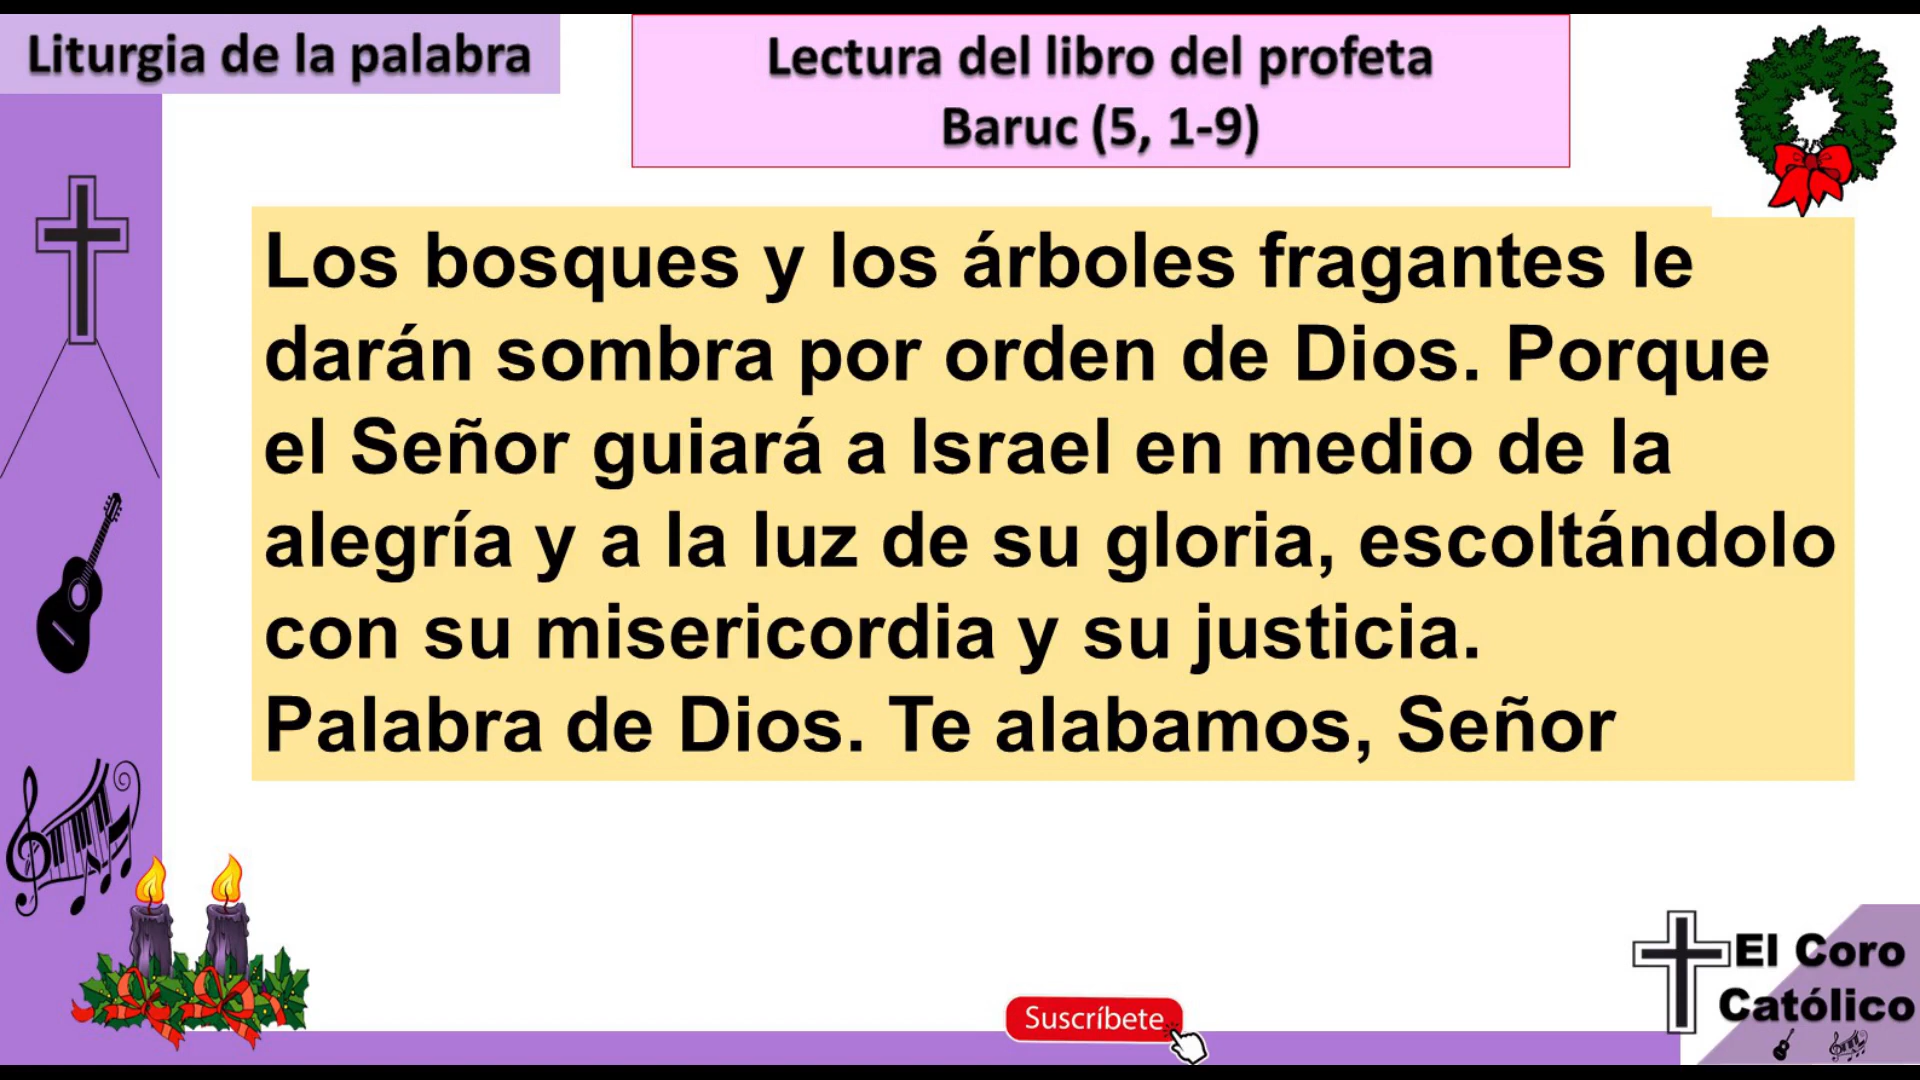 Liturgia de la palabra
Lectura del libro del profeta
Baruc (5, 1-9)
Los bosques y los árboles fragantes le
darán sombra por orden de Dios. Porque
el Señor guiará a Israel en medio de la
alegría y a la luz de su gloria, escoltándolo
con su misericordia y su justicia.
Palabra de Dios. Te alabamos, Señor
Suscríbete
El Coro
Católico